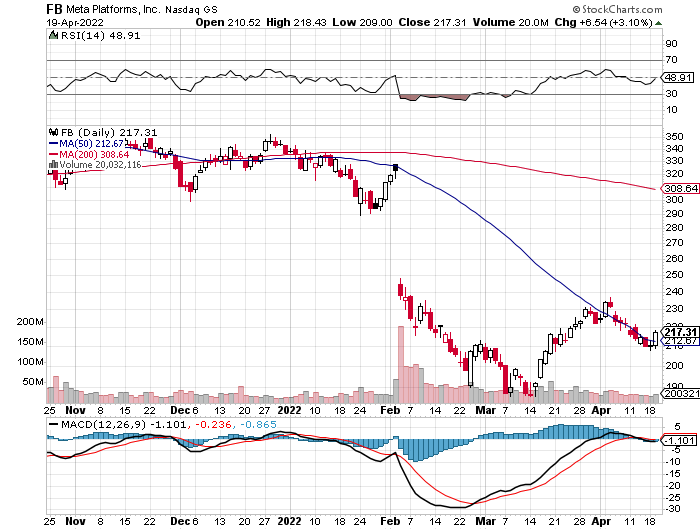 FB Meta Platforms, Inc. Nasdaq GS
© StockCharts.com
19-Apr-2022
Open 210.52 High 218.43 Low 209.00 Close 217.31 Volume 20.0M Chg +6.54 (+3.10%)
RSI(14) 48.91
90
70
50
48.91
30
10
FB (Daily) 217.31
MA(50) 212.67
MA(200) 308.64
Volume 20,032,116
350
340
330
320
308.64
300
290
280
270
260
250
240
230
220
217.31
212.67
200
190
200321
200M
150M
100M
50M
25 Nov 8 15 22 Dec 6 13 20 27 2022 10 18 24 Feb 7 14 22 Mar 7 14 21 28 Apr 11 18
MACD(12,26,9) -1.101, -0.236, -0.865
5
-1.101
-5
-10
-15
-20
-25
-30
25 Nov 8 15 22 Dec 6 13 20 27 2022 10 18 24 Feb 7 14 22 Mar 7 14 21 28 Apr 11 18